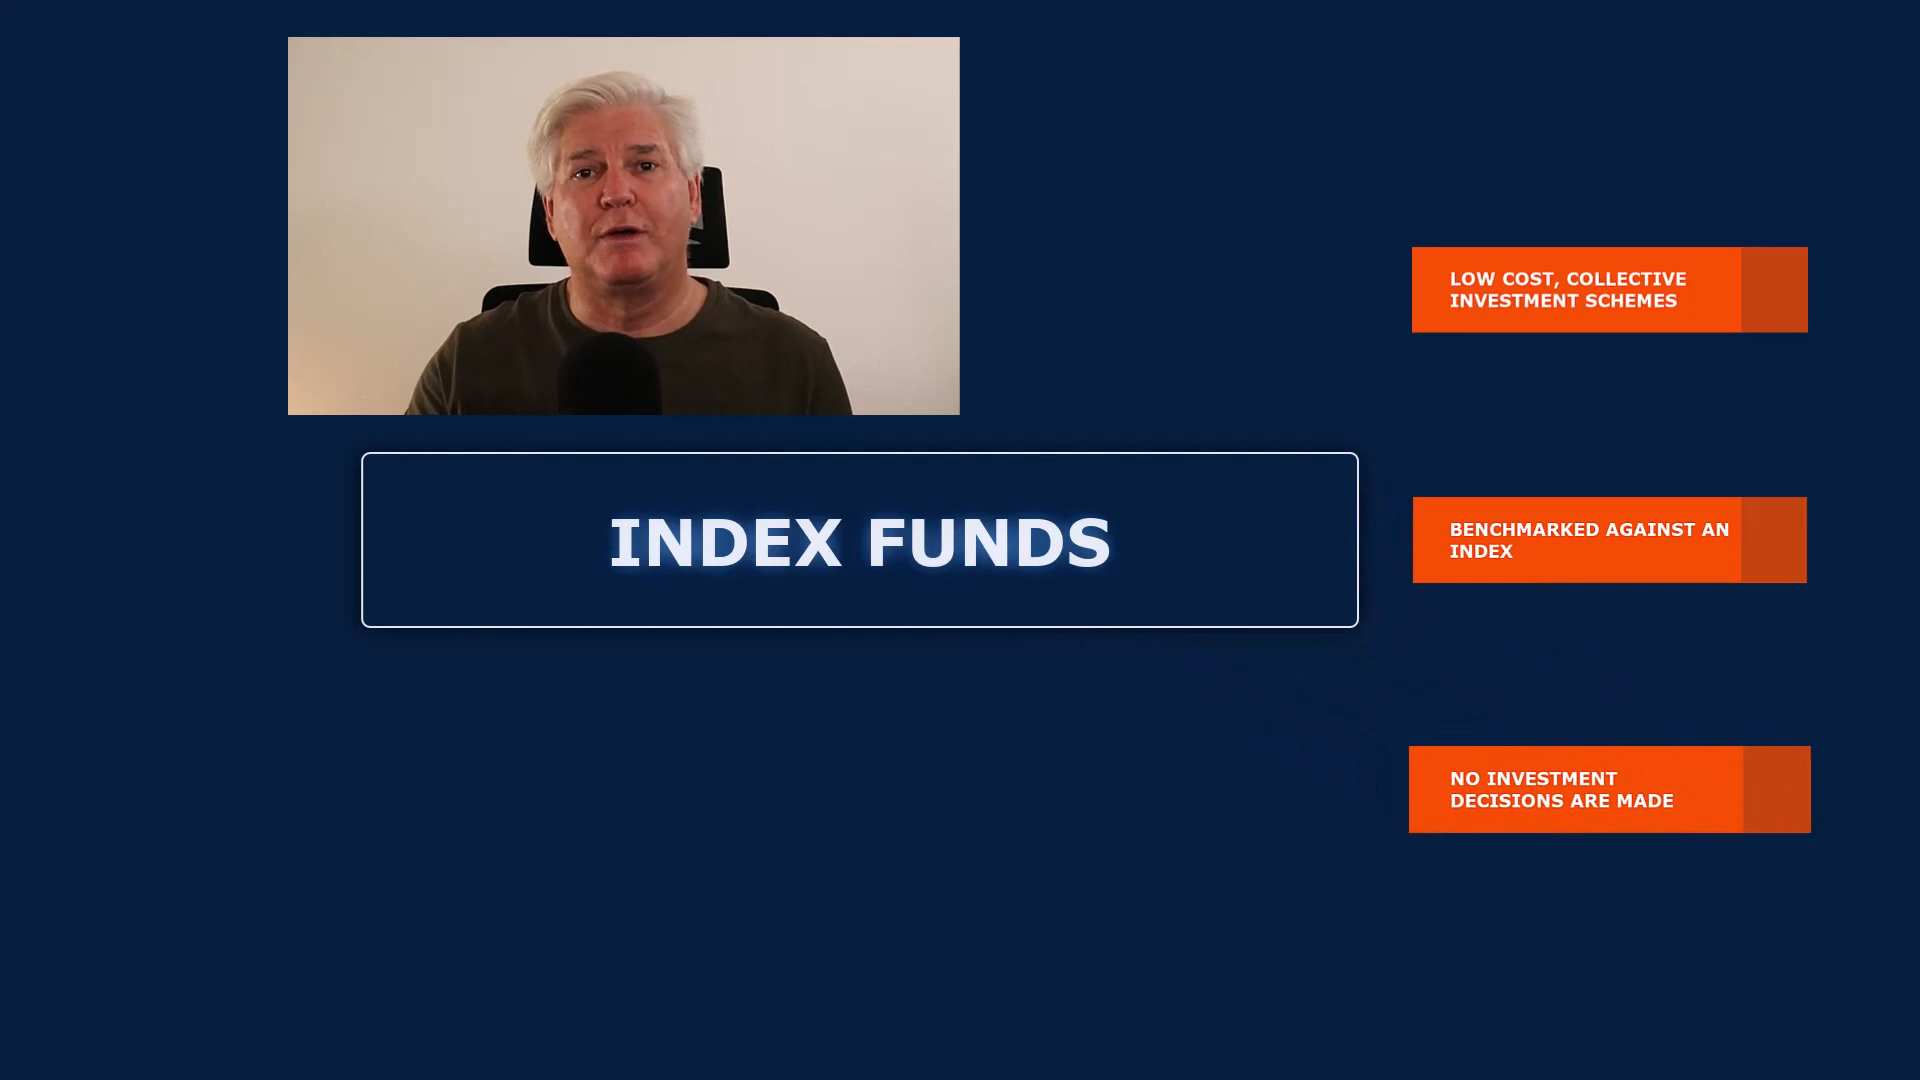 INDEX FUNDS
LOW COST, COLLECTIVE
INVESTMENT SCHEMES
BENCHMARKED AGAINST AN
INDEX
NO INVESTMENT
DECISIONS ARE MADE